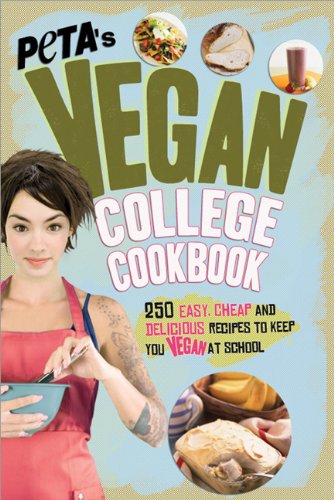 PETA's
VEGAN
COLLEGE
COOKBOOK
250 EASY, CHEAP AND
DELICIOUS RECIPES TO KEEP
YOU VEGAN AT SCHOOL